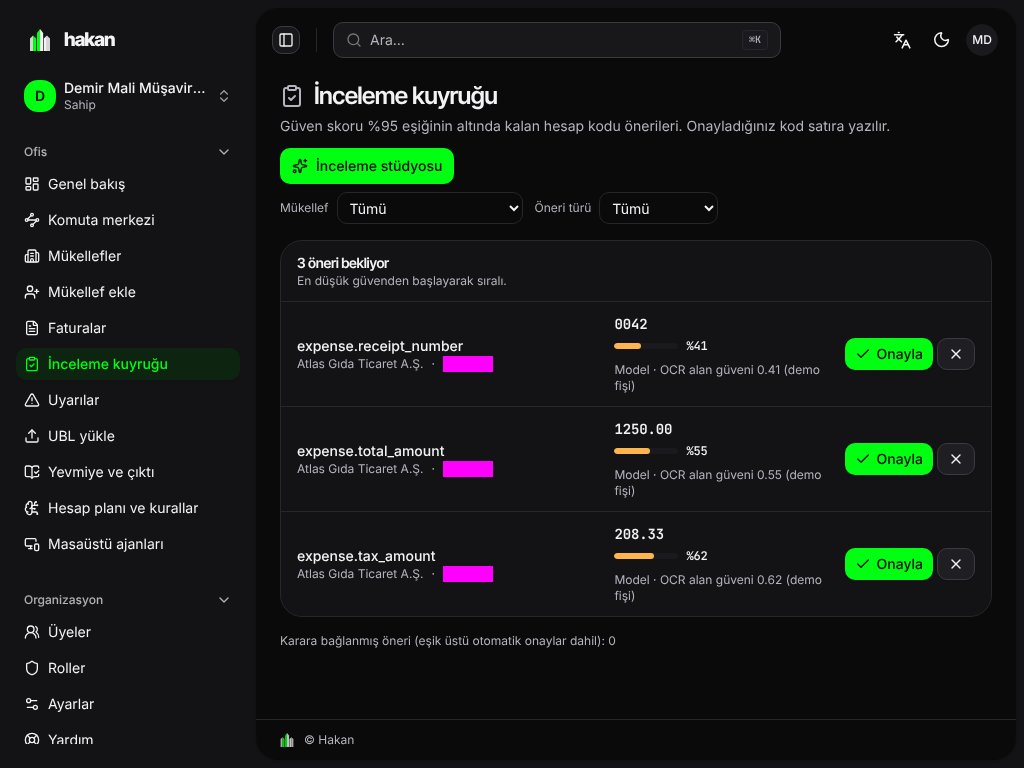 hakan
Demir Mali Müşavir...
Sahip
Ofis
Genel bakış
Komuta merkezi
Mükellefler
Mükellef ekle
Faturalar
İnceleme kuyruğu
Uyarılar
UBL yükle
Yevmiye ve çıktı
Hesap planı ve kurallar
Masaüstü ajanları
Organizasyon
Üyeler
Roller
Ayarlar
Yardım
Ara...
⌘K
MD
İnceleme kuyruğu
Güven skoru %95 eşiğinin altında kalan hesap kodu önerileri. Onayladığınız kod satıra yazılır.
İnceleme stüdyosu
Mükellef Tümü Öneri türü Tümü
3 öneri bekliyor
En düşük güvenden başlayarak sıralı.
expense.receipt_number
Atlas Gıda Ticaret A.Ş. ·
0042
%41
Model · OCR alan güveni 0.41 (demo
fişi)
Onayla
expense.total_amount
Atlas Gıda Ticaret A.Ş. ·
1250.00
%55
Model · OCR alan güveni 0.55 (demo
fişi)
Onayla
expense.tax_amount
Atlas Gıda Ticaret A.Ş. ·
208.33
%62
Model · OCR alan güveni 0.62 (demo
fişi)
Onayla
Karara bağlanmış öneri (eşik üstü otomatik onaylar dahil): 0
© Hakan